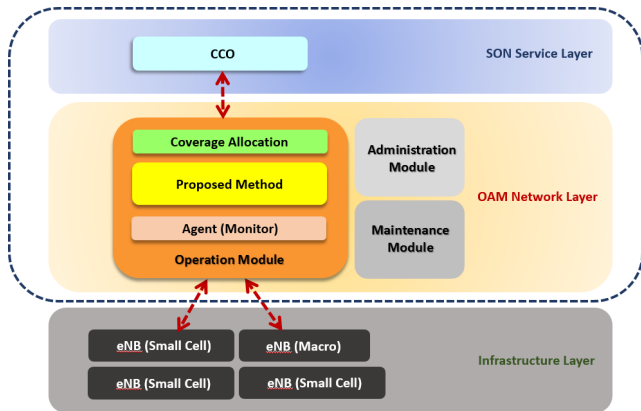 CCO
SON Service Layer
Coverage Allocation
Proposed Method
Agent (Monitor)
Operation Module
Administration
Module
Maintenance
Module
OAM Network Layer
eNB (Small Cell)
eNB (Macro)
eNB (Small Cell)
eNB (Small Cell)
Infrastructure Layer